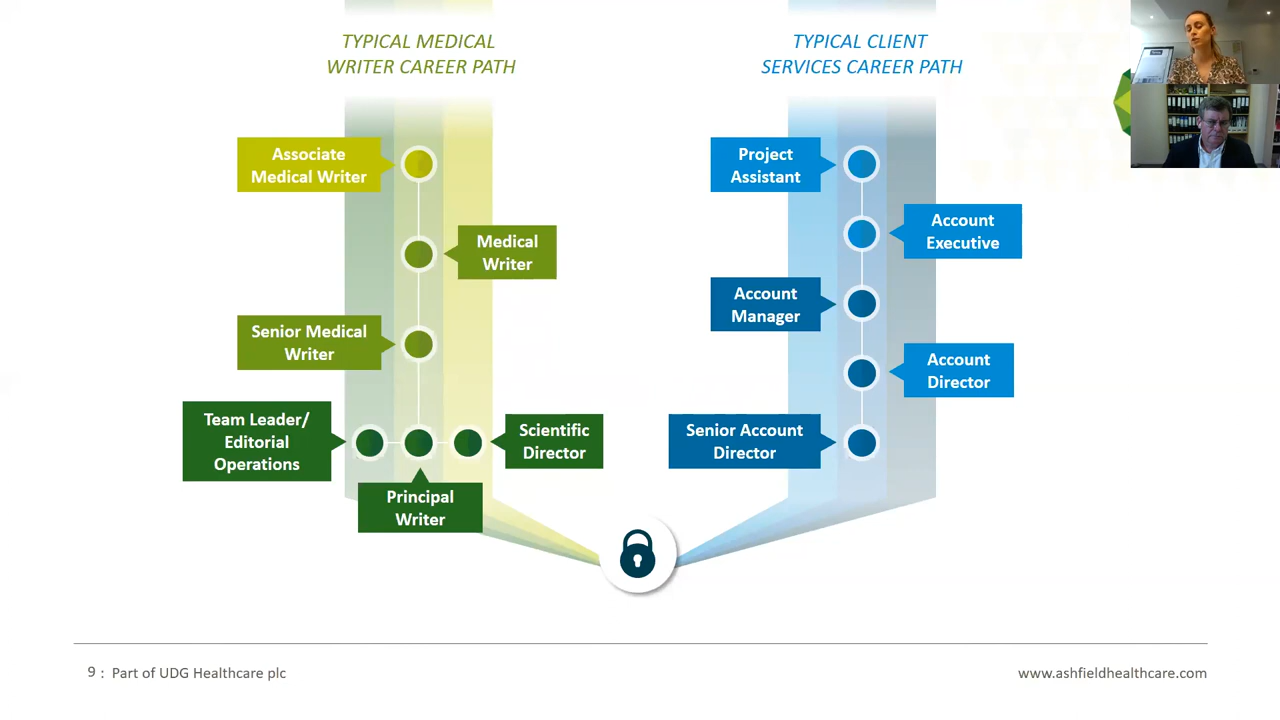 TYPICAL MEDICAL
WRITER CAREER PATH
Associate
Medical Writer
Medical
Writer
Senior Medical
Writer
Team Leader/
Editorial
Operations
Scientific
Director
Principal
Writer
TYPICAL CLIENT
SERVICES CAREER PATH
Project
Assistant
Account
Executive
Account
Manager
Account
Director
Senior Account
Director
9 : Part of UDG Healthcare plc
www.ashfieldhealthcare.com